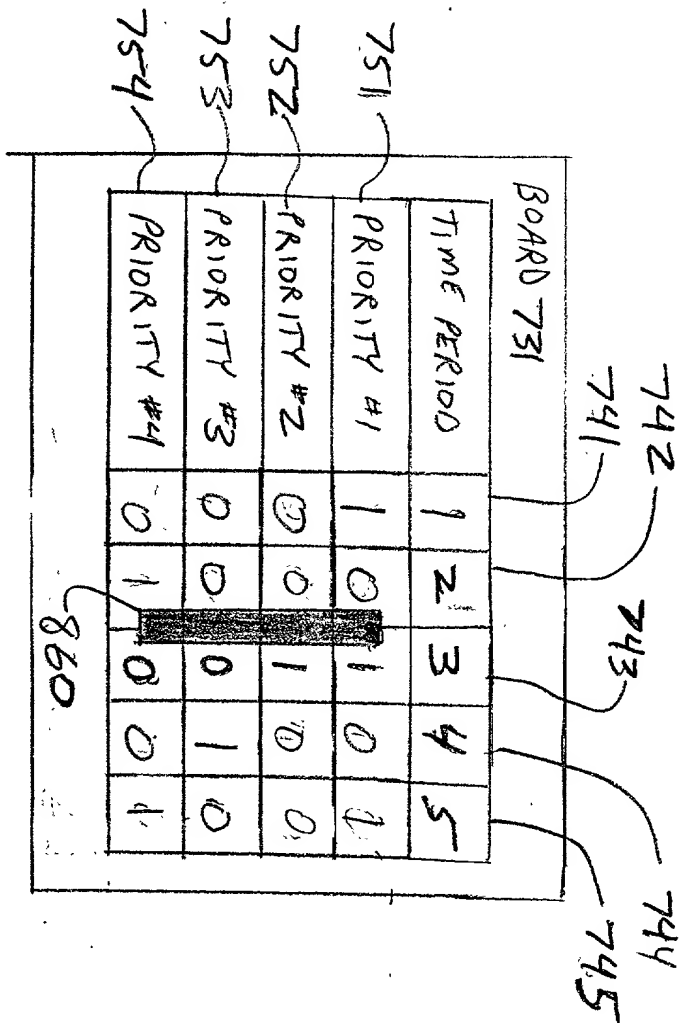 742 744
743
741 745
BOARD 731
TIME PERIOD 1 2 3 4 5
751 PRIORITY #1 1 0 1 0 1
752 PRIORITY #2 0 0 1 0 0
753 PRIORITY #3 0 0 0 1 0
754 PRIORITY #4 0 1 0 0 1
860